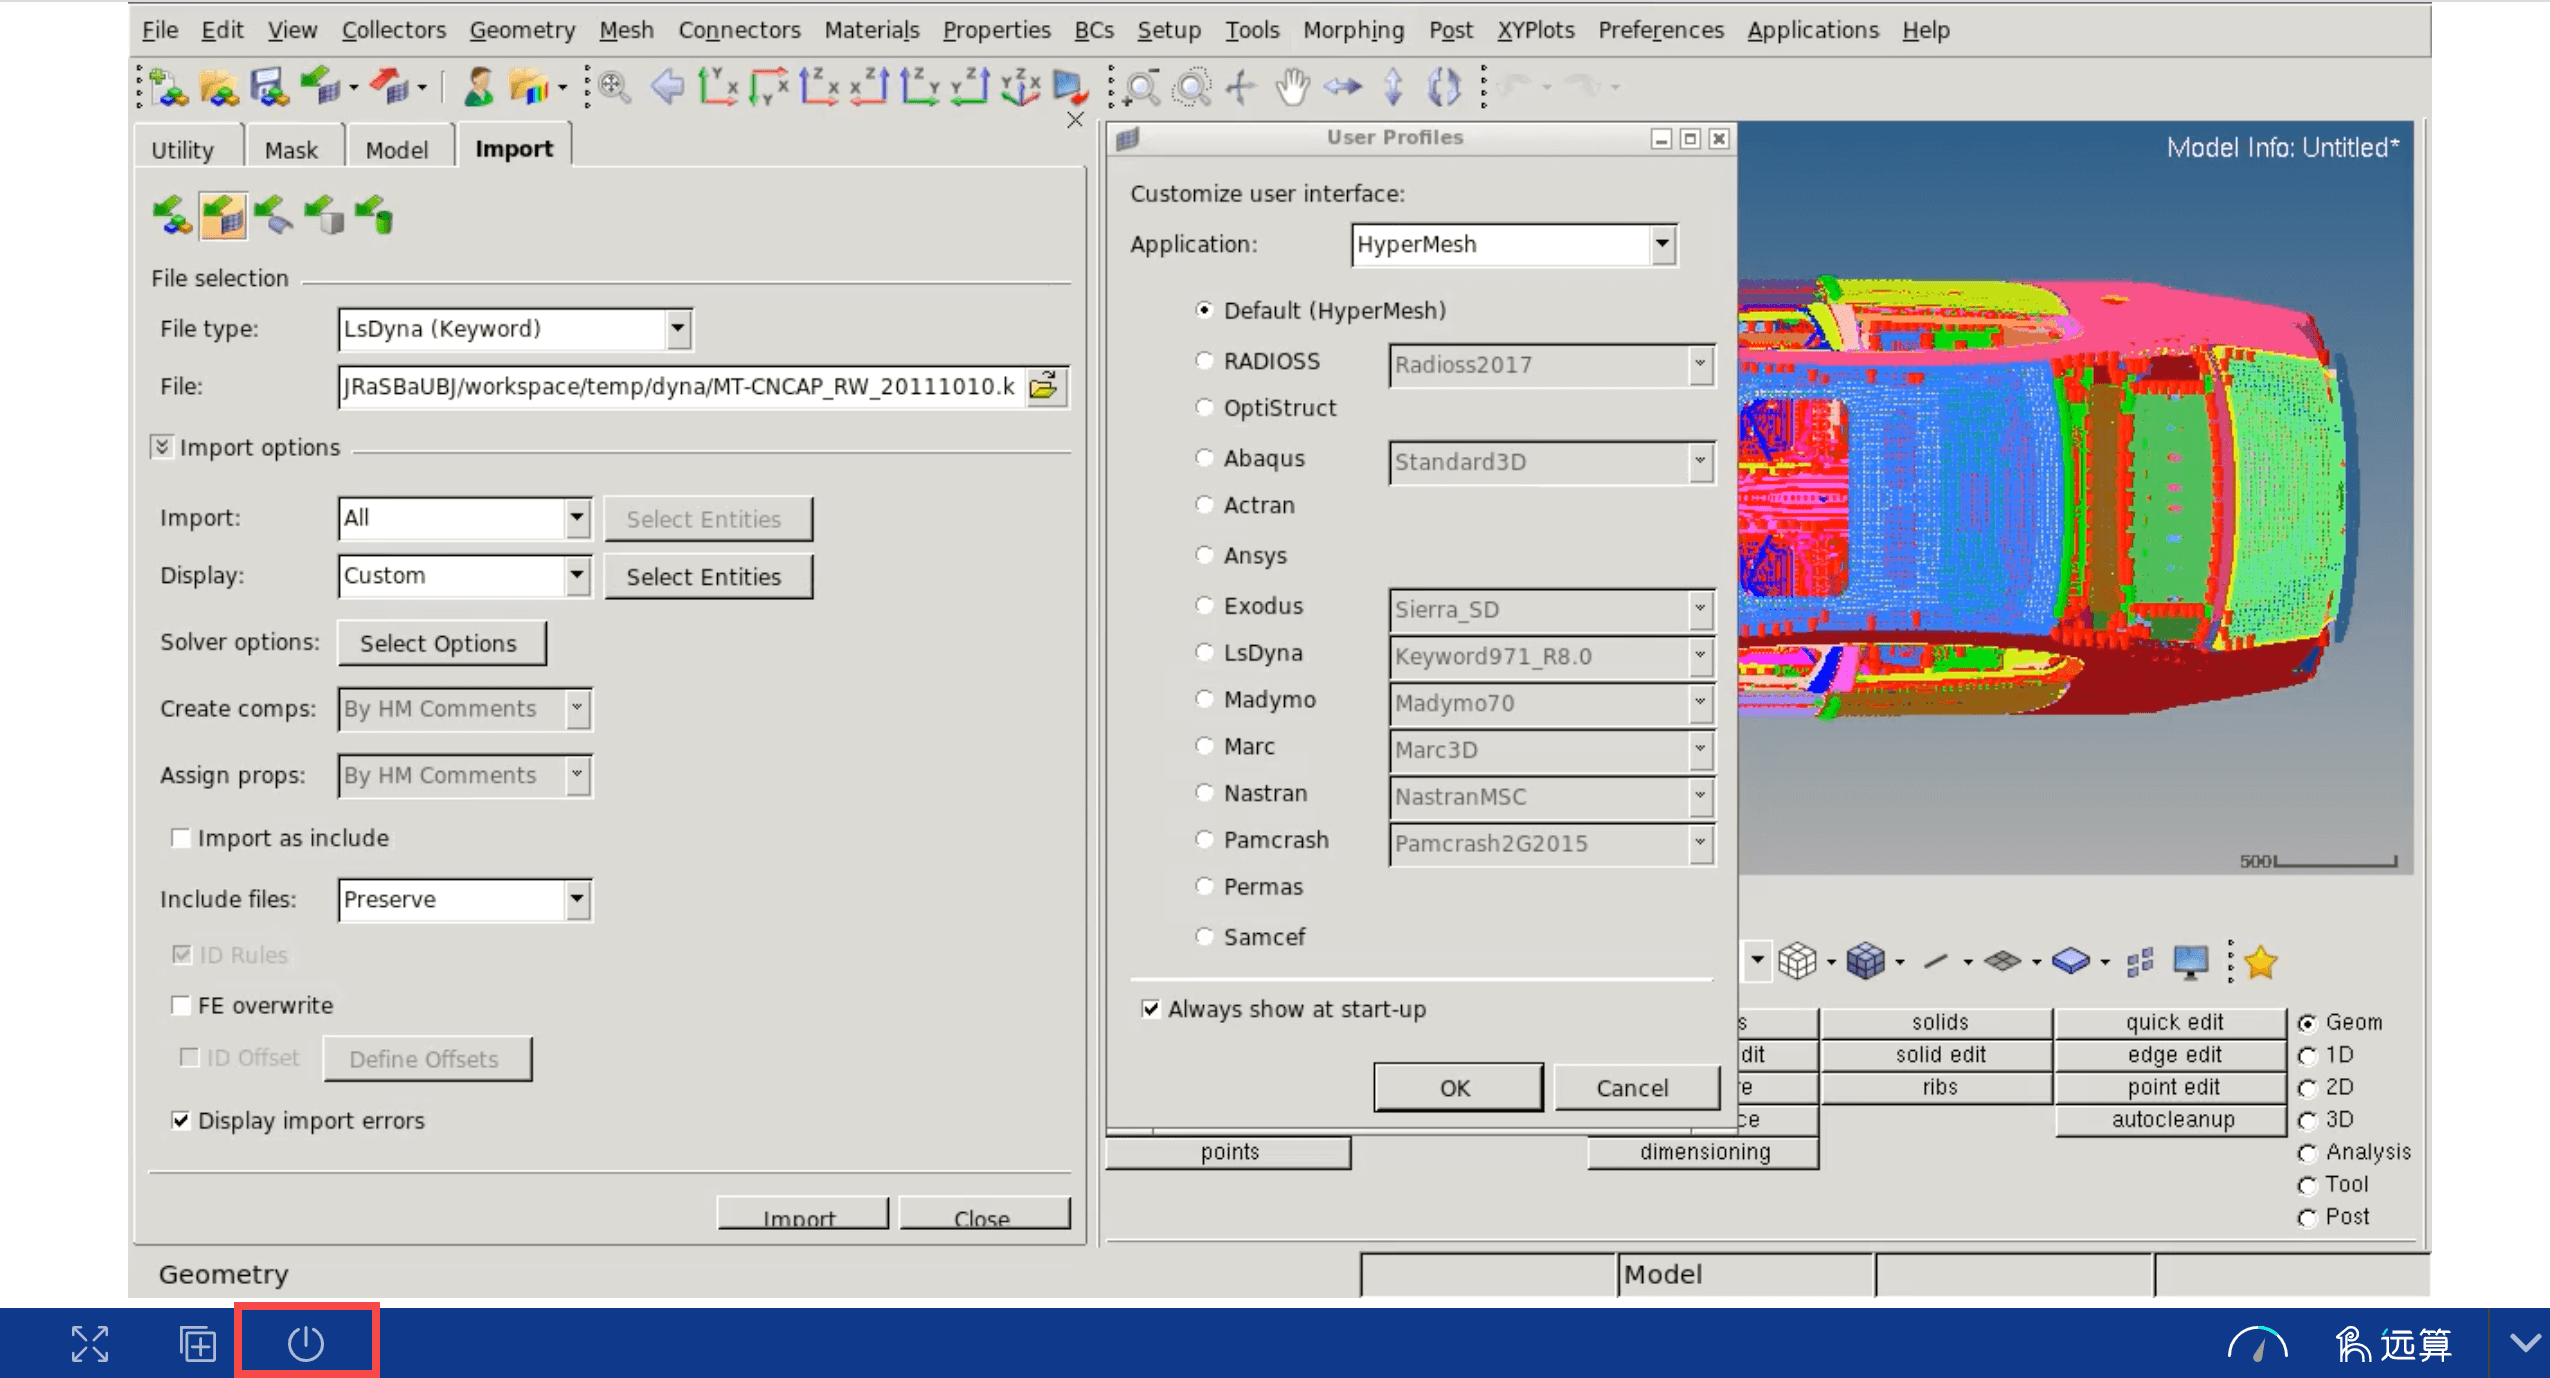 File Edit View Collectors Geometry Mesh Connectors Materials Properties BCs Setup Tools Morphing Post XYPlots Preferences Applications Help
Utility Mask Model Import
File selection
File type: LsDyna (Keyword)
File: JRaSBaUBJ/workspace/temp/dyna/MT-CNCAP_RW_20111010.k
Import options
Import: All Select Entities
Display: Custom Select Entities
Solver options: Select Options
Create comps: By HM Comments
Assign props: By HM Comments
Import as include
Include files: Preserve
ID Rules
FE overwrite
ID Offset Define Offsets
Display import errors
Import Close
User Profiles
Customize user interface:
Application: HyperMesh
Default (HyperMesh)
RADIOSS Radioss2017
OptiStruct
Abaqus Standard3D
Actran
Ansys
Exodus Sierra_SD
LsDyna Keyword971_R8.0
Madymo Madymo70
Marc Marc3D
Nastran NastranMSC
Pamcrash Pamcrash2G2015
Permas
Samcef
Always show at start-up
OK Cancel
Model Info: Untitled*
500
s solids quick edit Geom
dit solid edit edge edit 1D
e ribs point edit 2D
ce autocleanup 3D
points dimensioning Analysis
Tool
Post
Geometry Model
远算